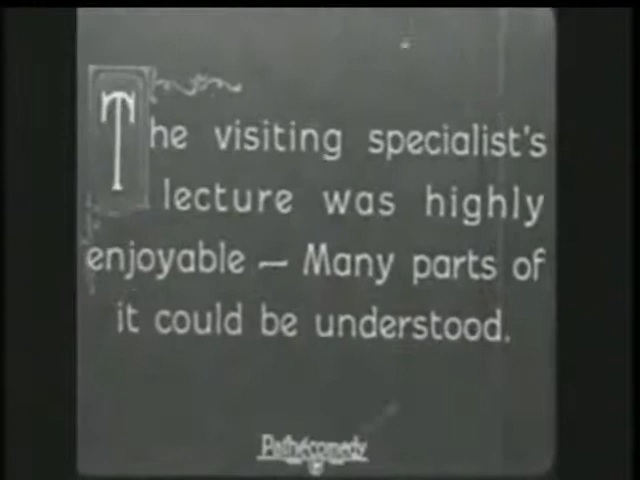 The visiting specialist's
lecture was highly
enjoyable — Many parts of
it could be understood.
Pathécomedy